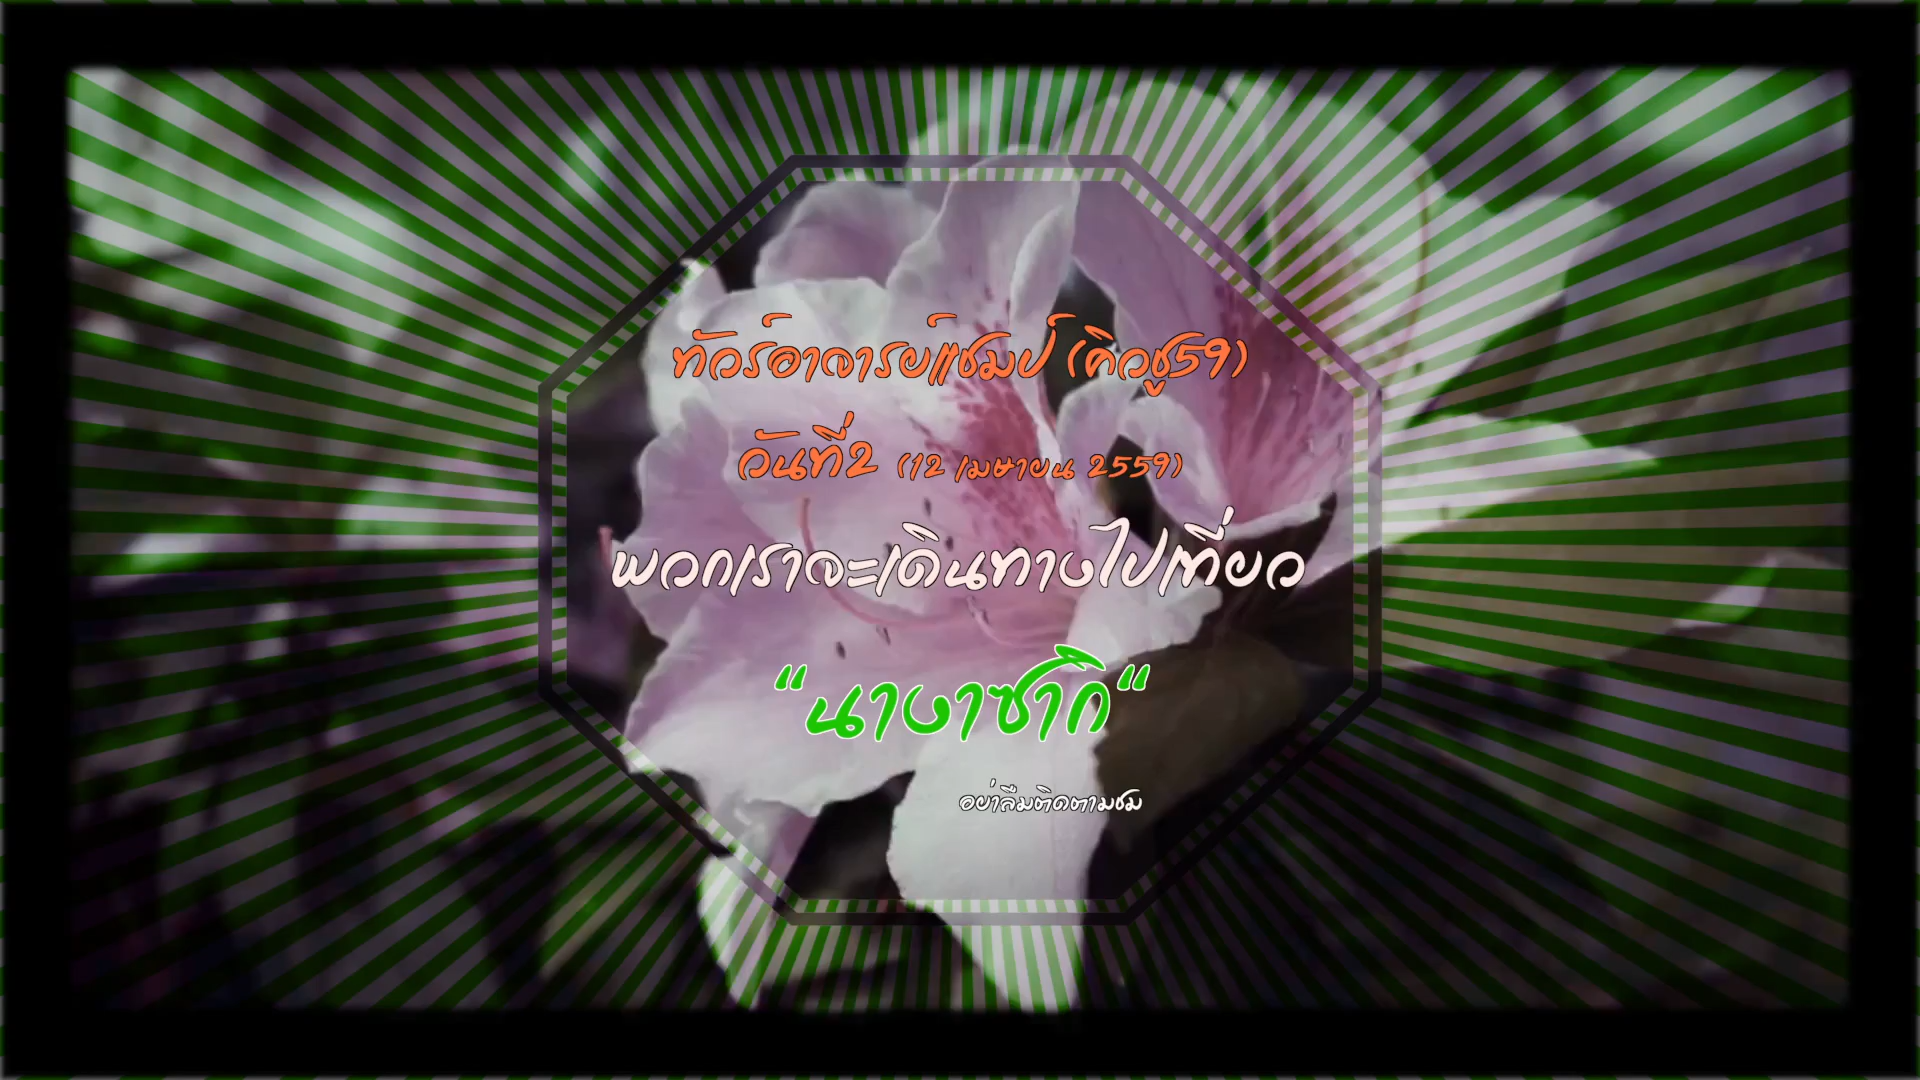 ทัวร์อาจารย์แชมป์ (คิวชู59)
วันที่2 (12 เมษายน 2559)
พวกเราจะเดินทางไปเที่ยว
“นางาซากิ“
อย่าลืมติดตามชม